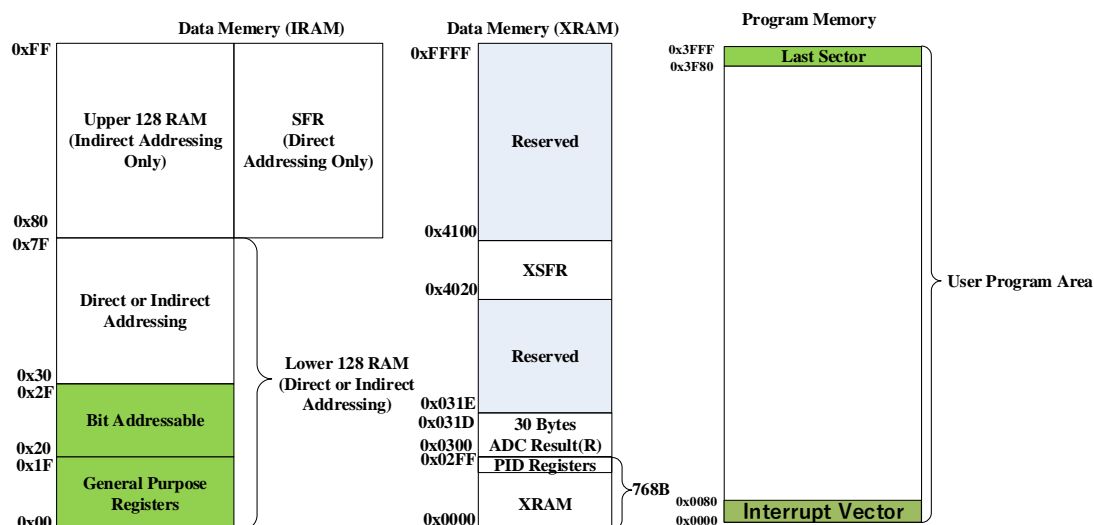 Data Memery (IRAM)
0xFF
Upper 128 RAM
(Indirect Addressing
Only)
SFR
(Direct
Addressing Only)
0x80
0x7F
Direct or Indirect
Addressing
0x30
0x2F
Bit Addressable
0x20
0x1F
General Purpose
Registers
0x00
Lower 128 RAM
(Direct or Indirect
Addressing)
Data Memery (XRAM)
0xFFFF
Reserved
0x4100
XSFR
0x4020
Reserved
0x031E
0x031D
30 Bytes
ADC Result(R)
0x0300
0x02FF
PID Registers
XRAM
0x0000
768B
Program Memory
0x3FFF
Last Sector
0x3F80
User Program Area
0x0080
Interrupt Vector
0x0000